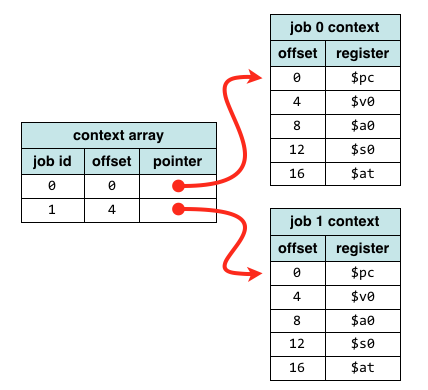 context array
job id offset pointer
0 0
1 4
job 0 context
offset register
0 $pc
4 $v0
8 $a0
12 $s0
16 $at
job 1 context
offset register
0 $pc
4 $v0
8 $a0
12 $s0
16 $at